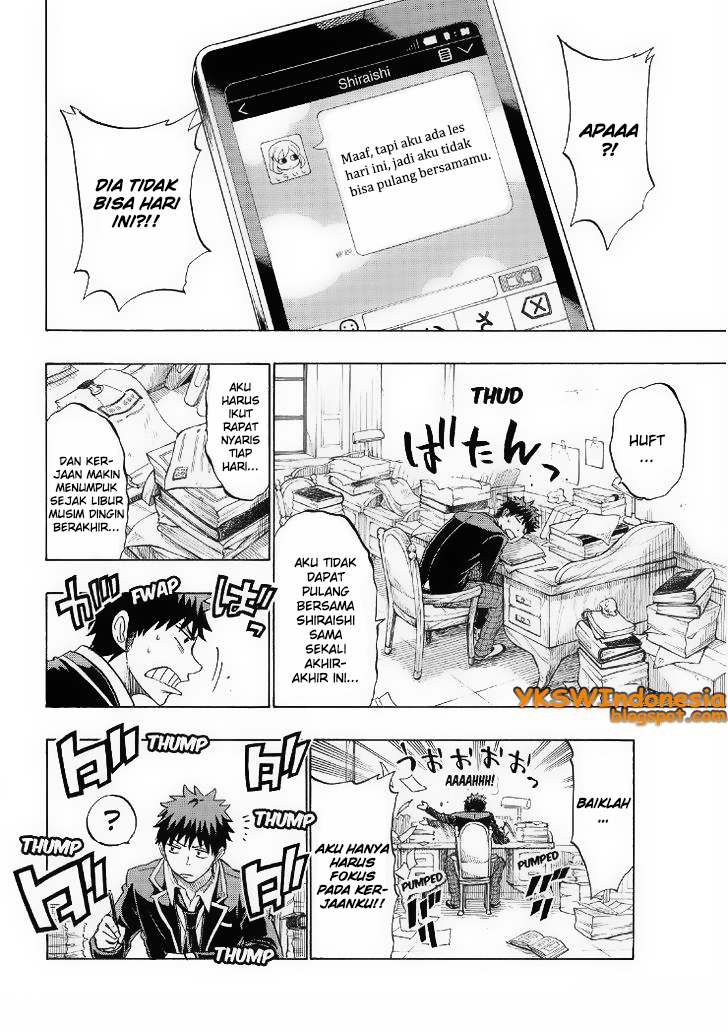 APAAA
?!
Shiraishi
Maaf, tapi aku ada les
hari ini, jadi aku tidak
bisa pulang bersamamu.
DIA TIDAK
BISA HARI
INI?!!
HUFT
...
THUD
ばたんっ
AKU
HARUS
IKUT
RAPAT
NYARIS
TIAP
HARI...
DAN KER-
JAAN MAKIN
MENUMPUK
SEJAK LIBUR
MUSIM DINGIN
BERAKHIR...
AKU TIDAK
DAPAT
PULANG
BERSAMA
SHIRAISHI
SAMA
SEKALI
AKHIR-
AKHIR INI...
FWAP
ガバッ
YKSWIndonesia
blogspot.com
BAIKLAH
...
うおおおおっ
AAAAHHH!
PUMPED
PUMPED
AKU HANYA
HARUS
FOKUS
PADA KER-
JAANKU!!
THUMP
THUMP
?
THUMP
THUMP